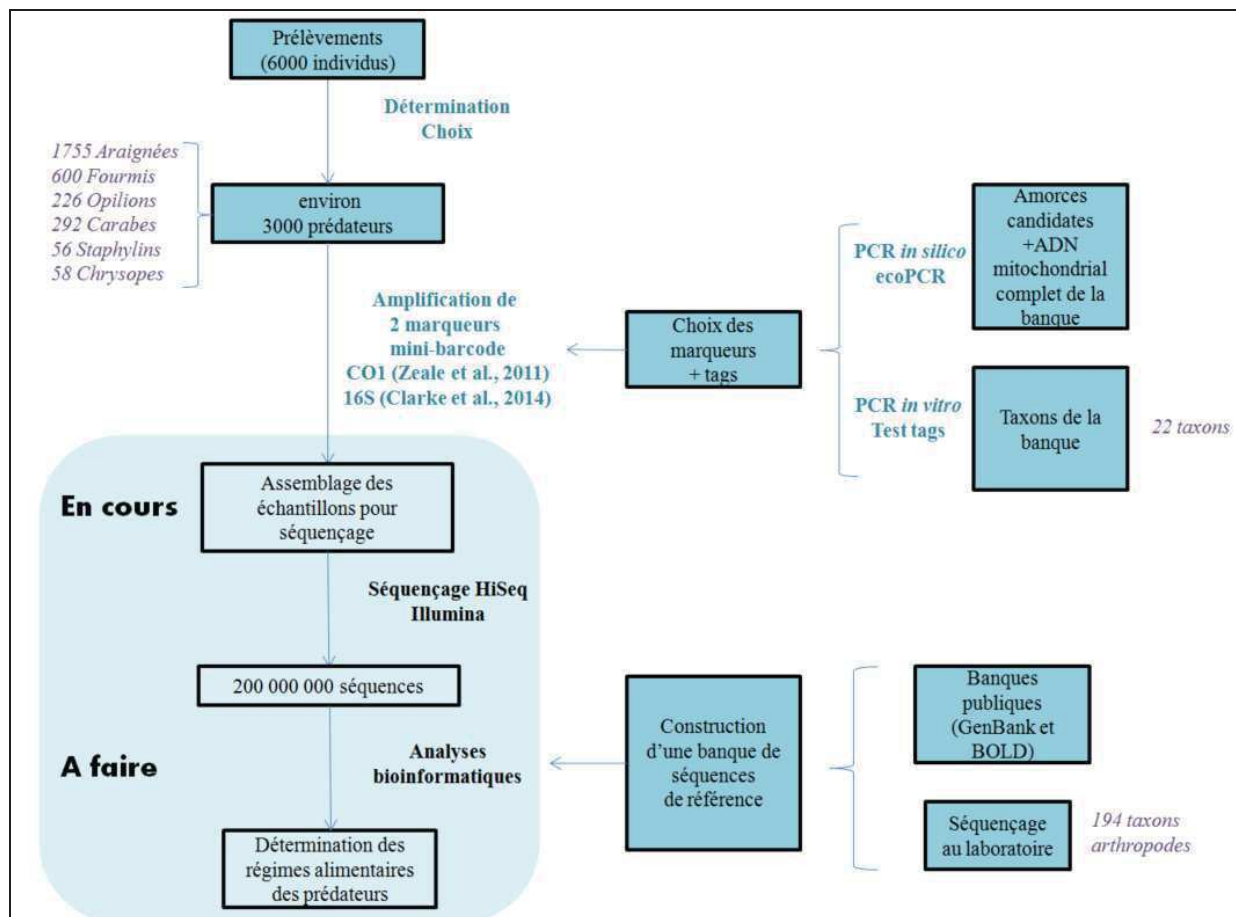 Prélèvements
(6000 individus)
Détermination
Choix
1755 Araignées
600 Fourmis
226 Opilions
292 Carabes
56 Staphylins
58 Chrysopes
environ
3000 prédateurs
Amplification de
2 marqueurs
mini-barcode
CO1 (Zeale et al., 2011)
16S (Clarke et al., 2014)
Choix des
marqueurs
+ tags
PCR in silico
ecoPCR
Amorces
candidates
+ADN
mitochondrial
complet de la
banque
PCR in vitro
Test tags
Taxons de la
banque
22 taxons
En cours
Assemblage des
échantillons pour
séquençage
Séquençage HiSeq
Illumina
200 000 000 séquences
A faire
Analyses
bioinformatiques
Construction
d'une banque de
séquences
de référence
Banques
publiques
(GenBank et
BOLD)
Séquençage
au laboratoire
194 taxons
arthropodes
Détermination des
régimes alimentaires
des prédateurs